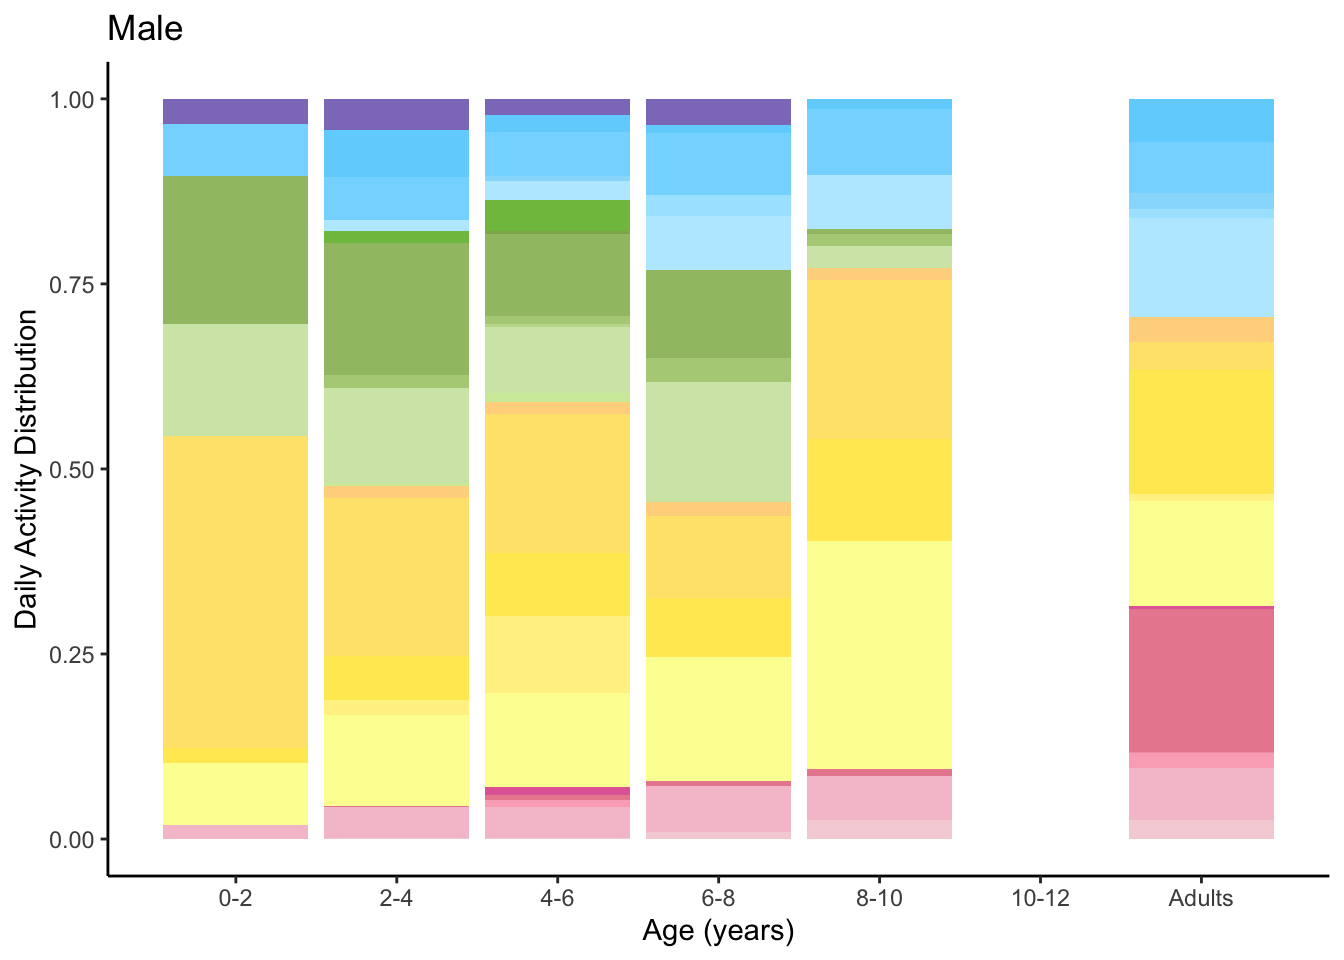 Male
1.00
0.75
0.50
0.25
0.00
Daily Activity Distribution
0-2 2-4 4-6 6-8 8-10 10-12 Adults
Age (years)